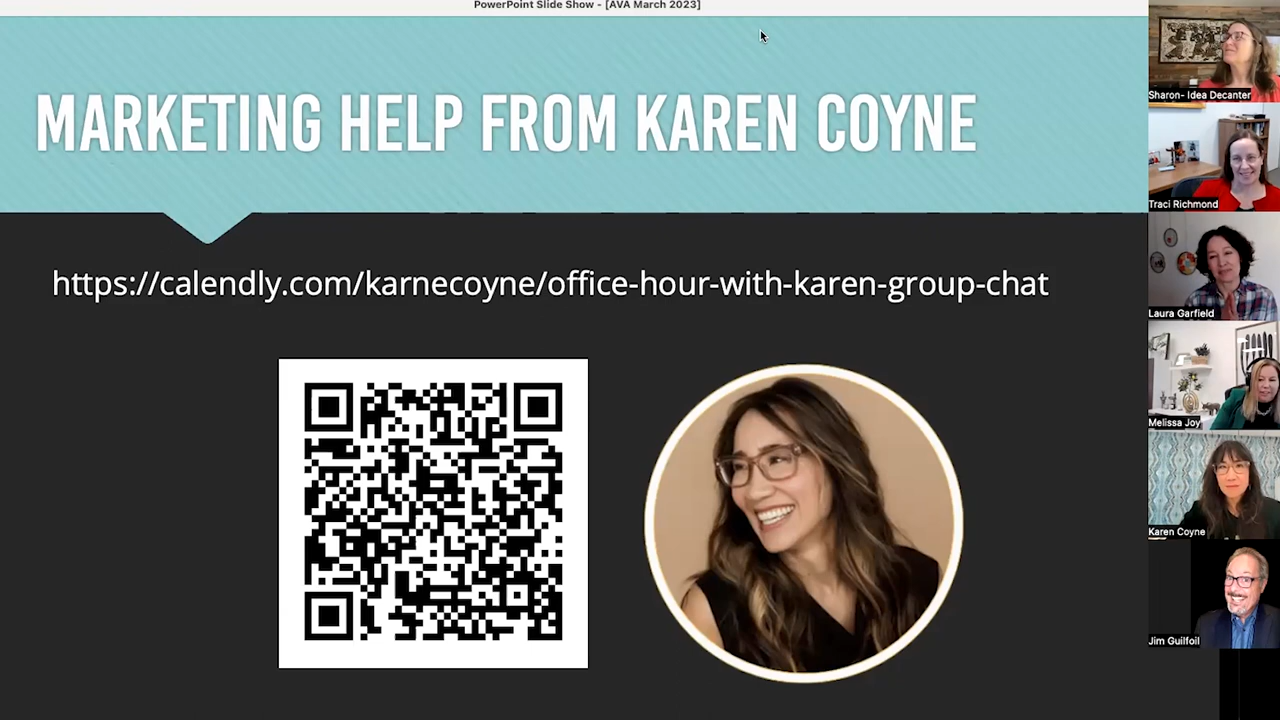 PowerPoint Slide Show - [AVA March 2023]
MARKETING HELP FROM KAREN COYNE
https://calendly.com/karnecoyne/office-hour-with-karen-group-chat
Sharon- Idea Decanter
Traci Richmond
Laura Garfield
Melissa Joy
Karen Coyne
Jim Guilfoil